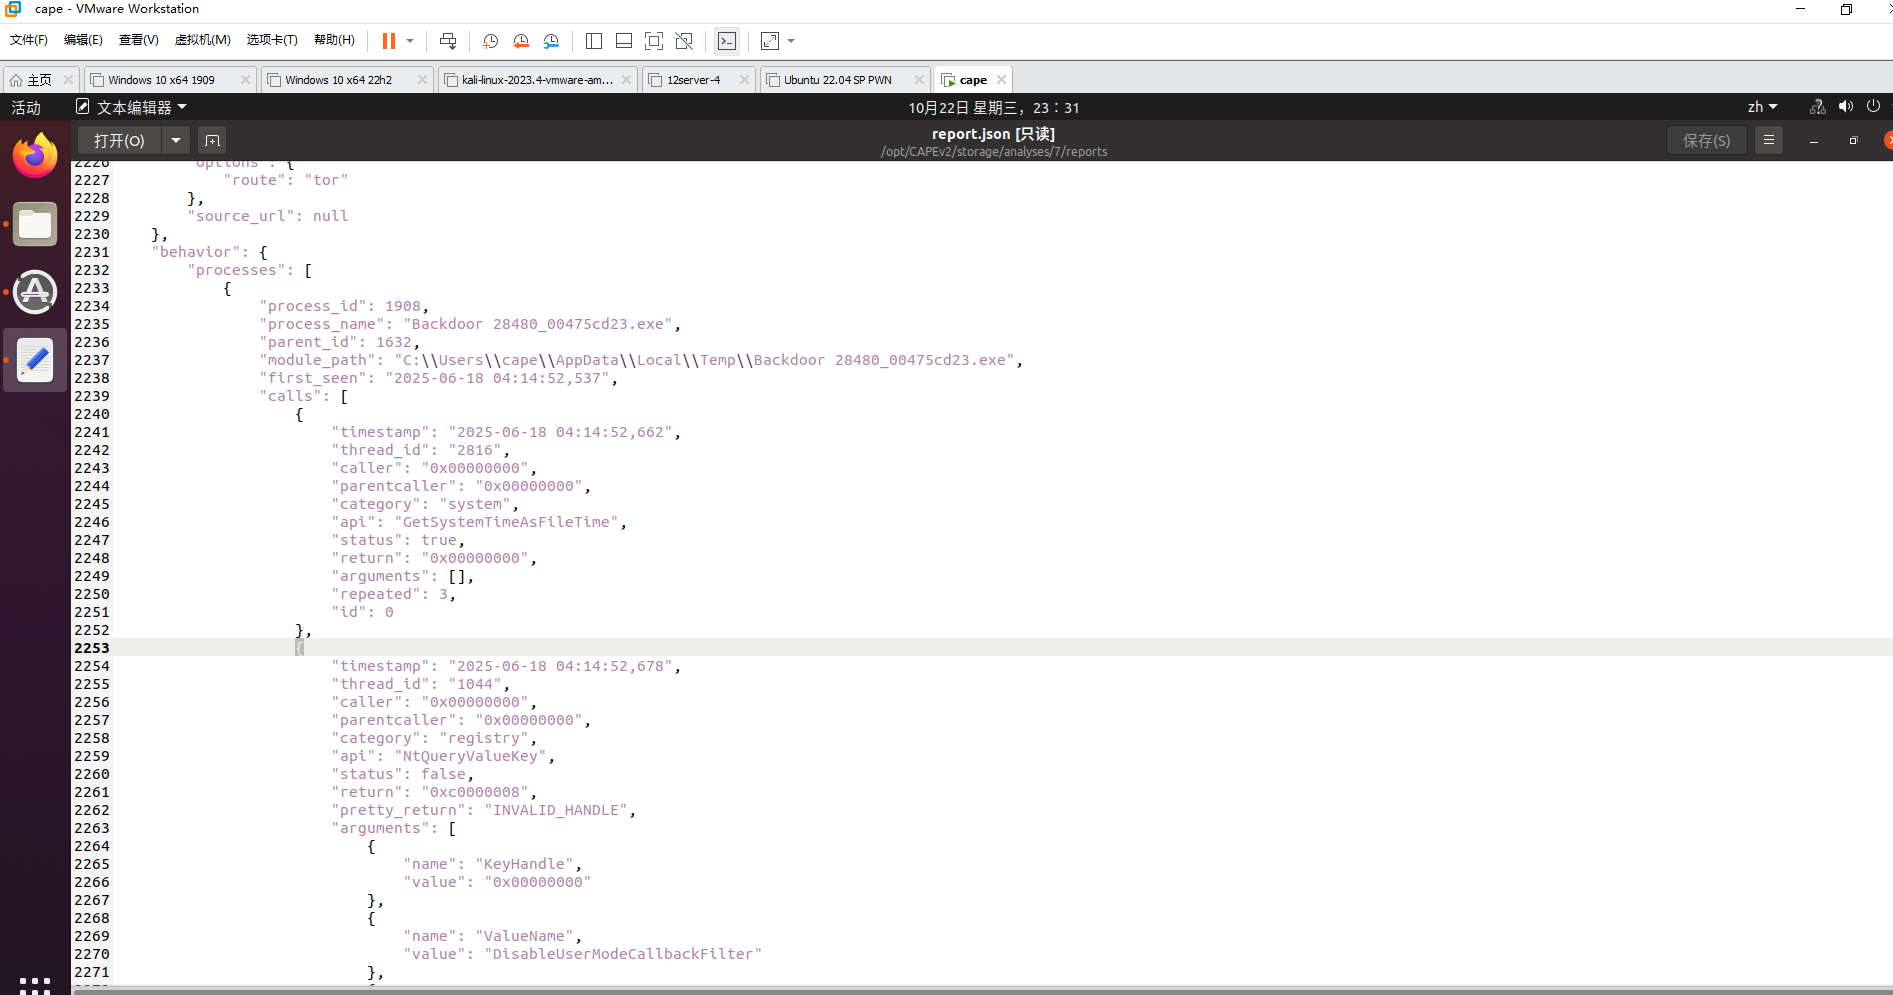 cape - VMware Workstation
文件(F) 编辑(E) 查看(V) 虚拟机(M) 选项卡(T) 帮助(H)
主页 Windows 10 x64 1909 Windows 10 x64 22h2 kali-linux-2023.4-vmware-am... 12server-4 Ubuntu 22.04 SP PWN cape
活动 文本编辑器 10月22日 星期三，23：31 zh
打开(O) report.json [只读] 保存(S)
/opt/CAPEv2/storage/analyses/7/reports
2226 "options": {
2227 "route": "tor"
2228 },
2229 "source_url": null
2230 },
2231 "behavior": {
2232 "processes": [
2233 {
2234 "process_id": 1908,
2235 "process_name": "Backdoor 28480_00475cd23.exe",
2236 "parent_id": 1632,
2237 "module_path": "C:\\Users\\cape\\AppData\\Local\\Temp\\Backdoor 28480_00475cd23.exe",
2238 "first_seen": "2025-06-18 04:14:52,537",
2239 "calls": [
2240 {
2241 "timestamp": "2025-06-18 04:14:52,662",
2242 "thread_id": "2816",
2243 "caller": "0x00000000",
2244 "parentcaller": "0x00000000",
2245 "category": "system",
2246 "api": "GetSystemTimeAsFileTime",
2247 "status": true,
2248 "return": "0x00000000",
2249 "arguments": [],
2250 "repeated": 3,
2251 "id": 0
2252 },
2253 {
2254 "timestamp": "2025-06-18 04:14:52,678",
2255 "thread_id": "1044",
2256 "caller": "0x00000000",
2257 "parentcaller": "0x00000000",
2258 "category": "registry",
2259 "api": "NtQueryValueKey",
2260 "status": false,
2261 "return": "0xc0000008",
2262 "pretty_return": "INVALID_HANDLE",
2263 "arguments": [
2264 {
2265 "name": "KeyHandle",
2266 "value": "0x00000000"
2267 },
2268 {
2269 "name": "ValueName",
2270 "value": "DisableUserModeCallbackFilter"
2271 },